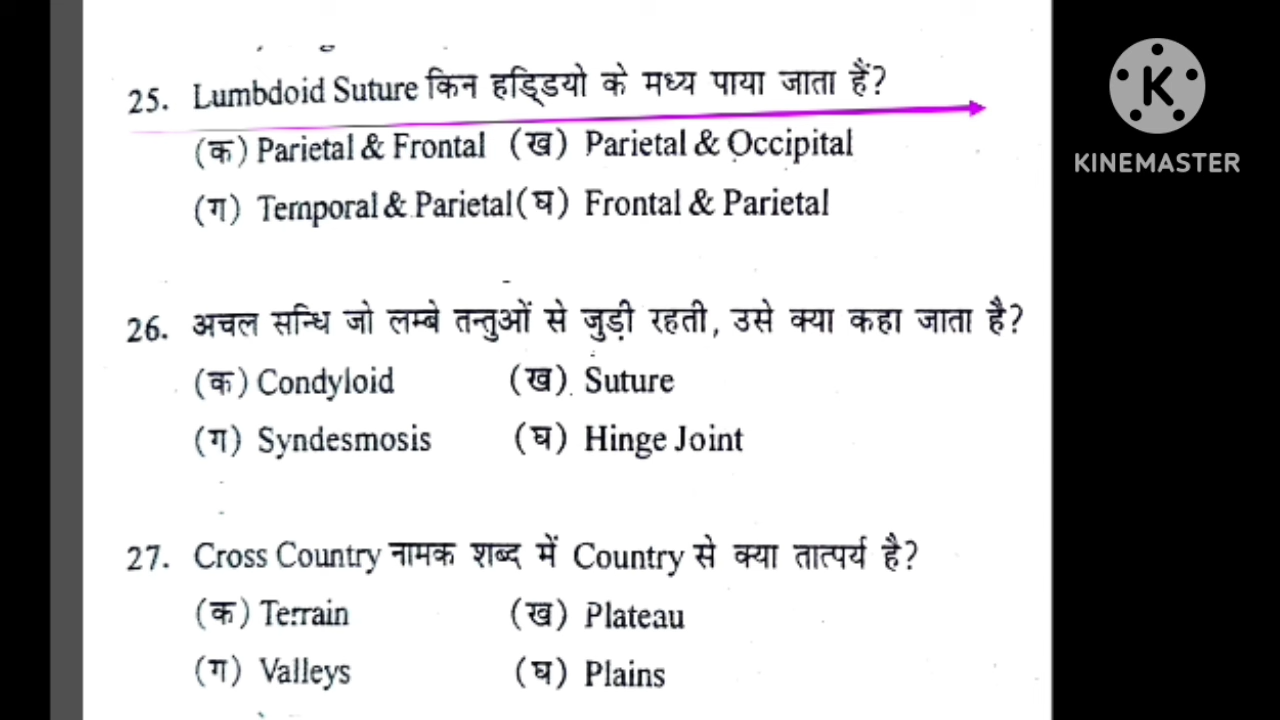 25. Lumbdoid Suture किन हडि्डयो के मध्य पाया जाता हैं?
(क) Parietal & Frontal (ख) Parietal & Occipital
(ग) Temporal & Parietal (घ) Frontal & Parietal
26. अचल सन्धि जो लम्बे तन्तुओं से जुड़ी रहती, उसे क्या कहा जाता है?
(क) Condyloid (ख) Suture
(ग) Syndesmosis (घ) Hinge Joint
27. Cross Country नामक शब्द में Country से क्या तात्पर्य है?
(क) Terrain (ख) Plateau
(ग) Valleys (घ) Plains
K
KINEMASTER